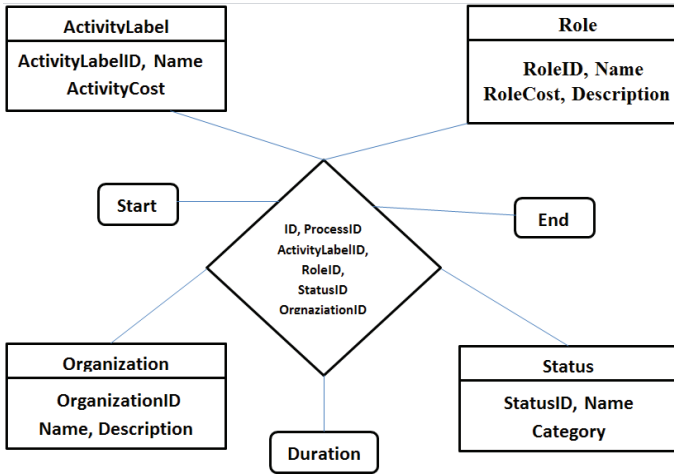 ActivityLabel
ActivityLabelID, Name
ActivityCost
Role
RoleID, Name
RoleCost, Description
Start
End
ID, ProcessID
ActivityLabelID,
RoleID,
StatusID
OrgnaziationID
Organization
OrganizationID
Name, Description
Status
StatusID, Name
Category
Duration